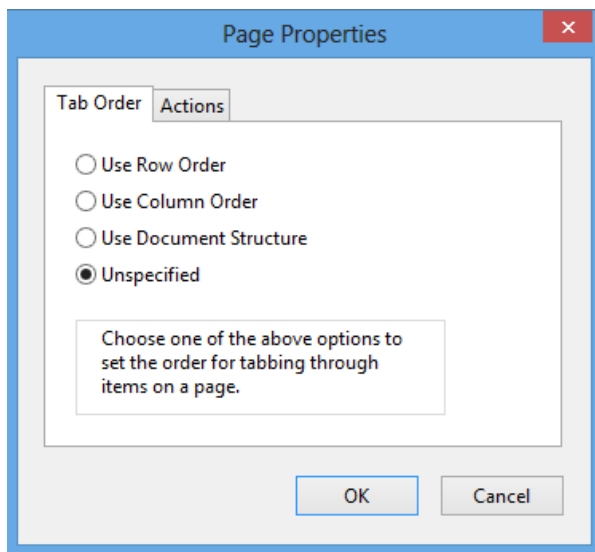 Page Properties
Tab Order Actions
Use Row Order
Use Column Order
Use Document Structure
Unspecified
Choose one of the above options to
set the order for tabbing through
items on a page.
OK Cancel